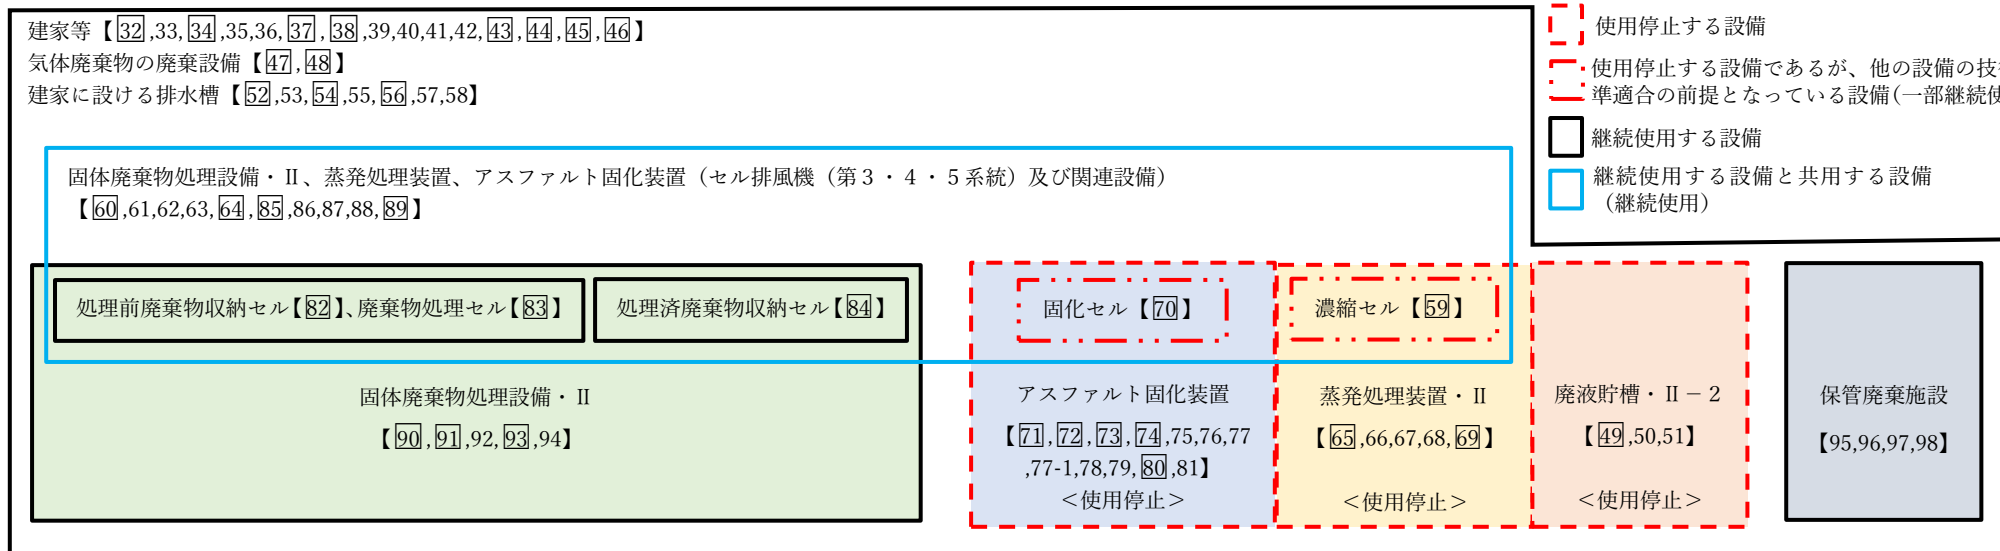 建家等【32,33,34,35,36,37,38,39,40,41,42,43,44,45,46】
気体廃棄物の廃棄設備【47,48】
建家に設ける排水槽【52,53,54,55,56,57,58】
使用停止する設備
使用停止する設備であるが、他の設備の技
準適合の前提となっている設備(一部継続使
継続使用する設備
継続使用する設備と共用する設備
（継続使用）
固体廃棄物処理設備・Ⅱ、蒸発処理装置、アスファルト固化装置（セル排風機（第３・４・５系統）及び関連設備）
【60,61,62,63,64,85,86,87,88,89】
処理前廃棄物収納セル【82】、廃棄物処理セル【83】
処理済廃棄物収納セル【84】
固体廃棄物処理設備・Ⅱ
【90,91,92,93,94】
固化セル【70】
アスファルト固化装置
【71,72,73,74,75,76,77
,77-1,78,79,80,81】
＜使用停止＞
濃縮セル【59】
蒸発処理装置・Ⅱ
【65,66,67,68,69】
＜使用停止＞
廃液貯槽・Ⅱ－２
【49,50,51】
＜使用停止＞
保管廃棄施設
【95,96,97,98】